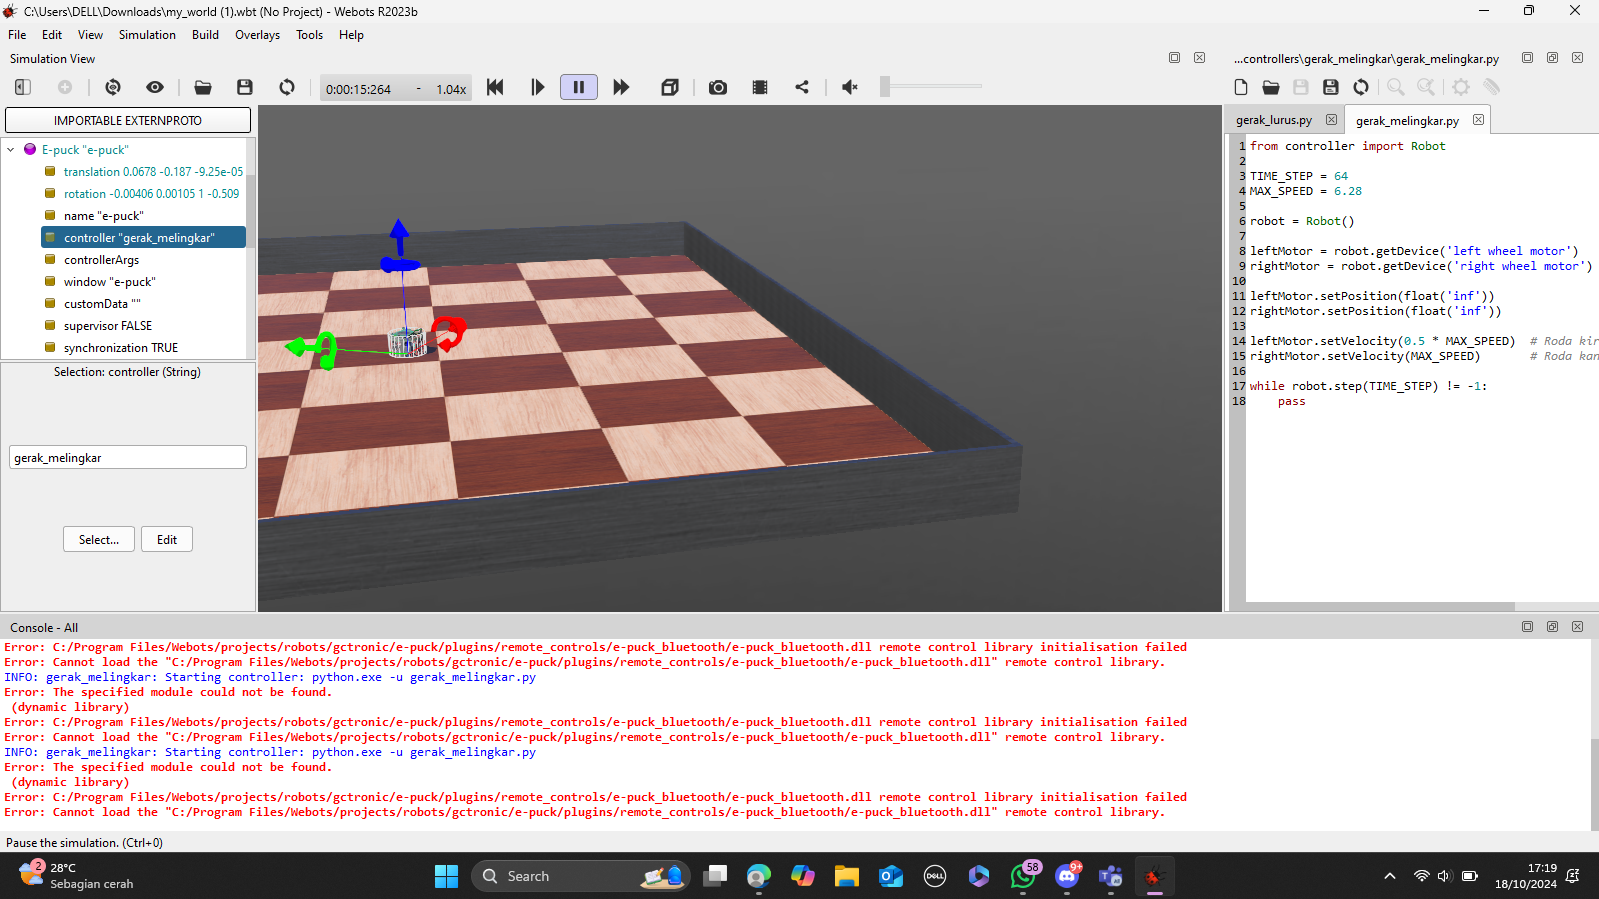 C:\Users\DELL\Downloads\my_world (1).wbt (No Project) - Webots R2023b
File Edit View Simulation Build Overlays Tools Help
Simulation View
0:00:15:264 - 1.04x
IMPORTABLE EXTERNPROTO
E-puck "e-puck"
translation 0.0678 -0.187 -9.25e-05
rotation -0.00406 0.00105 1 -0.509
name "e-puck"
controller "gerak_melingkar"
controllerArgs
window "e-puck"
customData ""
supervisor FALSE
synchronization TRUE
Selection: controller (String)
gerak_melingkar
Select... Edit
...controllers\gerak_melingkar\gerak_melingkar.py
gerak_lurus.py gerak_melingkar.py
1 from controller import Robot
2
3 TIME_STEP = 64
4 MAX_SPEED = 6.28
5
6 robot = Robot()
7
8 leftMotor = robot.getDevice('left wheel motor')
9 rightMotor = robot.getDevice('right wheel motor')
10
11 leftMotor.setPosition(float('inf'))
12 rightMotor.setPosition(float('inf'))
13
14 leftMotor.setVelocity(0.5 * MAX_SPEED) # Roda kir
15 rightMotor.setVelocity(MAX_SPEED) # Roda kan
16
17 while robot.step(TIME_STEP) != -1:
18 pass
Console - All
Error: C:/Program Files/Webots/projects/robots/gctronic/e-puck/plugins/remote_controls/e-puck_bluetooth/e-puck_bluetooth.dll remote control library initialisation failed
Error: Cannot load the "C:/Program Files/Webots/projects/robots/gctronic/e-puck/plugins/remote_controls/e-puck_bluetooth/e-puck_bluetooth.dll" remote control library.
INFO: gerak_melingkar: Starting controller: python.exe -u gerak_melingkar.py
Error: The specified module could not be found.
(dynamic library)
Error: C:/Program Files/Webots/projects/robots/gctronic/e-puck/plugins/remote_controls/e-puck_bluetooth/e-puck_bluetooth.dll remote control library initialisation failed
Error: Cannot load the "C:/Program Files/Webots/projects/robots/gctronic/e-puck/plugins/remote_controls/e-puck_bluetooth/e-puck_bluetooth.dll" remote control library.
INFO: gerak_melingkar: Starting controller: python.exe -u gerak_melingkar.py
Error: The specified module could not be found.
(dynamic library)
Error: C:/Program Files/Webots/projects/robots/gctronic/e-puck/plugins/remote_controls/e-puck_bluetooth/e-puck_bluetooth.dll remote control library initialisation failed
Error: Cannot load the "C:/Program Files/Webots/projects/robots/gctronic/e-puck/plugins/remote_controls/e-puck_bluetooth/e-puck_bluetooth.dll" remote control library.
Pause the simulation. (Ctrl+0)
2
28°C
Sebagian cerah
Search
DELL
58
9+
17:19
18/10/2024